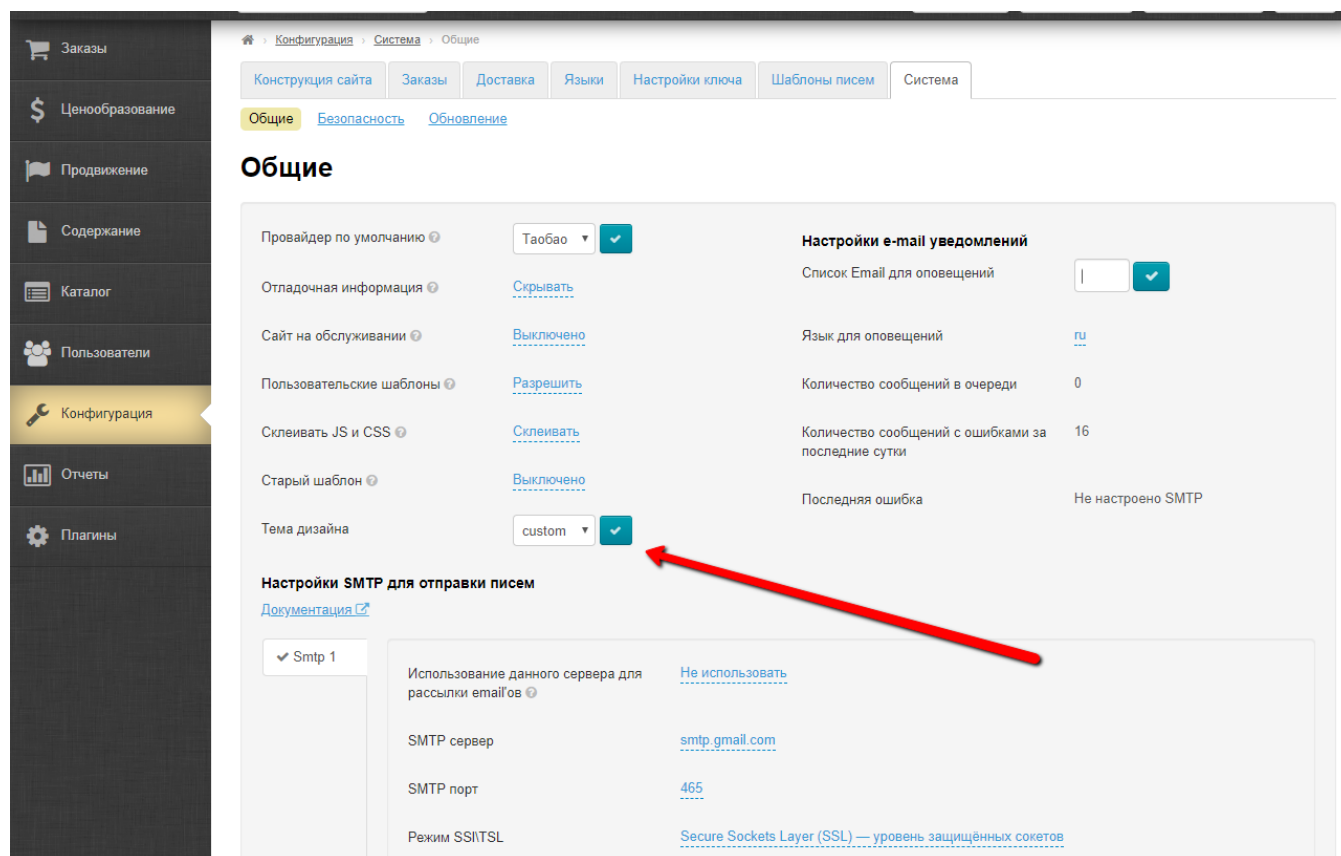 Заказы
Ценообразование
Продвижение
Содержание
Каталог
Пользователи
Конфигурация
Отчеты
Плагины
Конфигурация › Система › Общие
Конструкция сайта Заказы Доставка Языки Настройки ключа Шаблоны писем Система
Общие Безопасность Обновление
Общие
Провайдер по умолчанию Таобао
Отладочная информация Скрывать
Сайт на обслуживании Выключено
Пользовательские шаблоны Разрешить
Склеивать JS и CSS Склеивать
Старый шаблон Выключено
Тема дизайна custom
Настройки e-mail уведомлений
Список Email для оповещений
Язык для оповещений ru
Количество сообщений в очереди 0
Количество сообщений с ошибками за 16
последние сутки
Последняя ошибка Не настроено SMTP
Настройки SMTP для отправки писем
Документация
Smtp 1
Использование данного сервера для Не использовать
рассылки email'ов
SMTP сервер smtp.gmail.com
SMTP порт 465
Режим SSl\TSL Secure Sockets Layer (SSL) — уровень защищённых сокетов